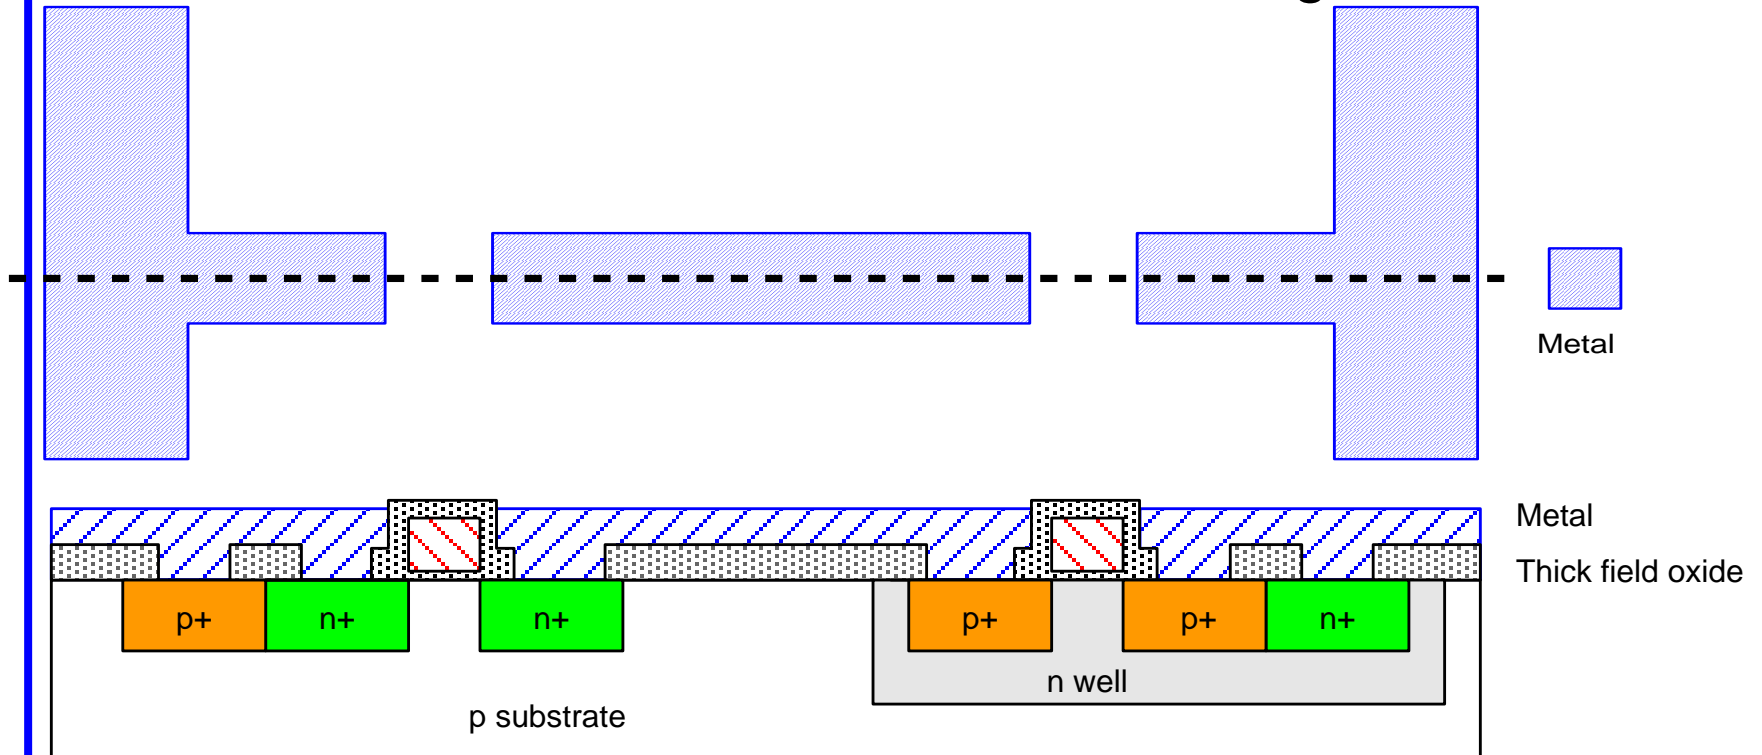 Metal
Metal
Thick field oxide
p+
n+
n+
p+
p+
n+
n well
p substrate